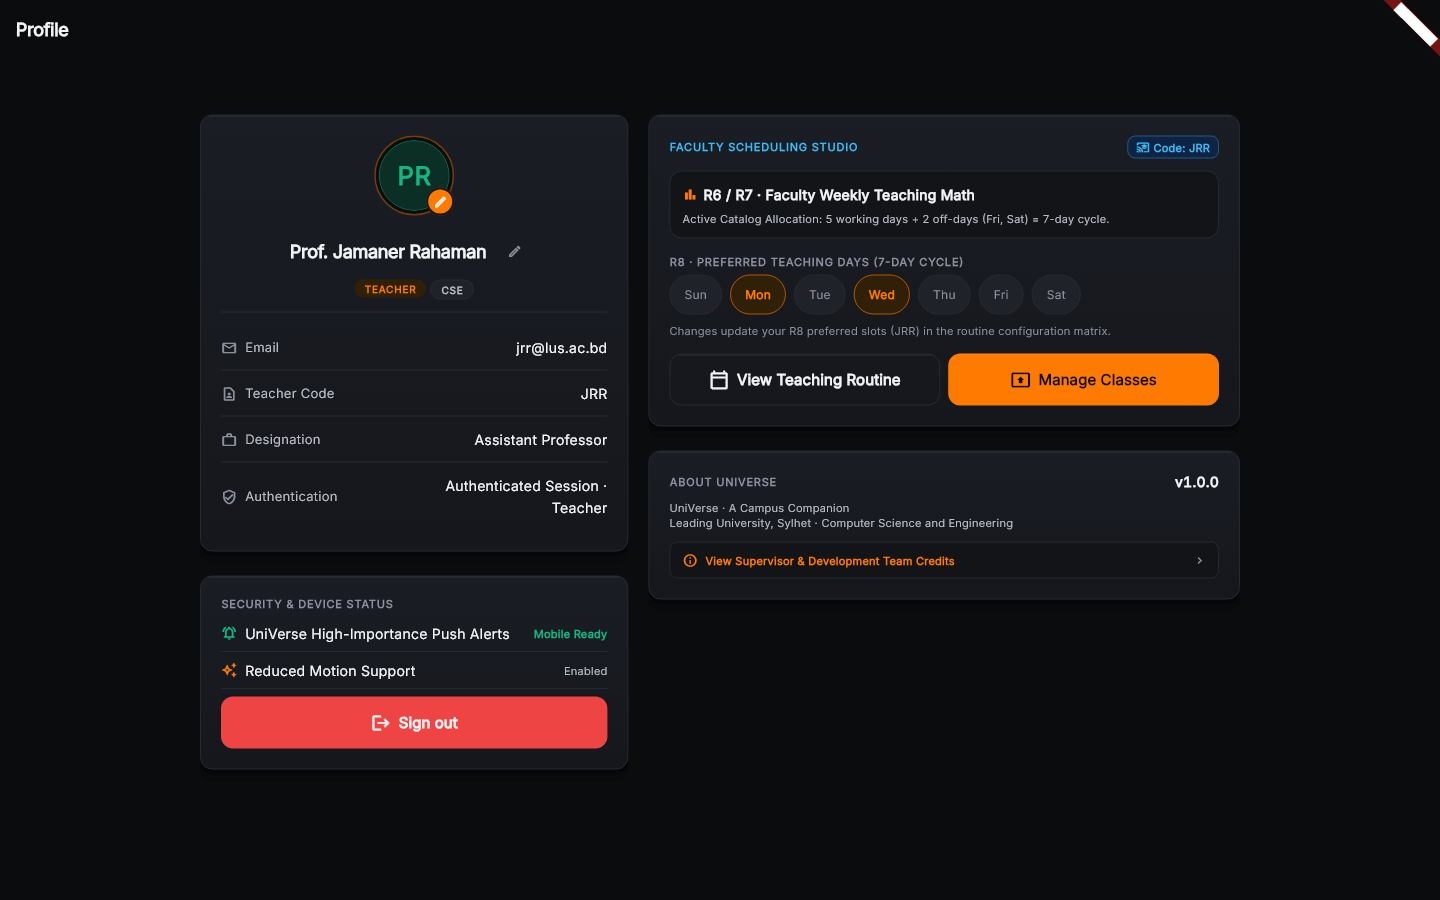 Profile
PR
Prof. Jamaner Rahaman
TEACHER
CSE
Email
jrr@lus.ac.bd
Teacher Code
JRR
Designation
Assistant Professor
Authentication
Authenticated Session ·
Teacher
SECURITY & DEVICE STATUS
UniVerse High-Importance Push Alerts
Mobile Ready
Reduced Motion Support
Enabled
Sign out
FACULTY SCHEDULING STUDIO
Code: JRR
R6 / R7 · Faculty Weekly Teaching Math
Active Catalog Allocation: 5 working days + 2 off-days (Fri, Sat) = 7-day cycle.
R8 · PREFERRED TEACHING DAYS (7-DAY CYCLE)
Sun
Mon
Tue
Wed
Thu
Fri
Sat
Changes update your R8 preferred slots (JRR) in the routine configuration matrix.
View Teaching Routine
Manage Classes
ABOUT UNIVERSE
v1.0.0
UniVerse · A Campus Companion
Leading University, Sylhet · Computer Science and Engineering
View Supervisor & Development Team Credits